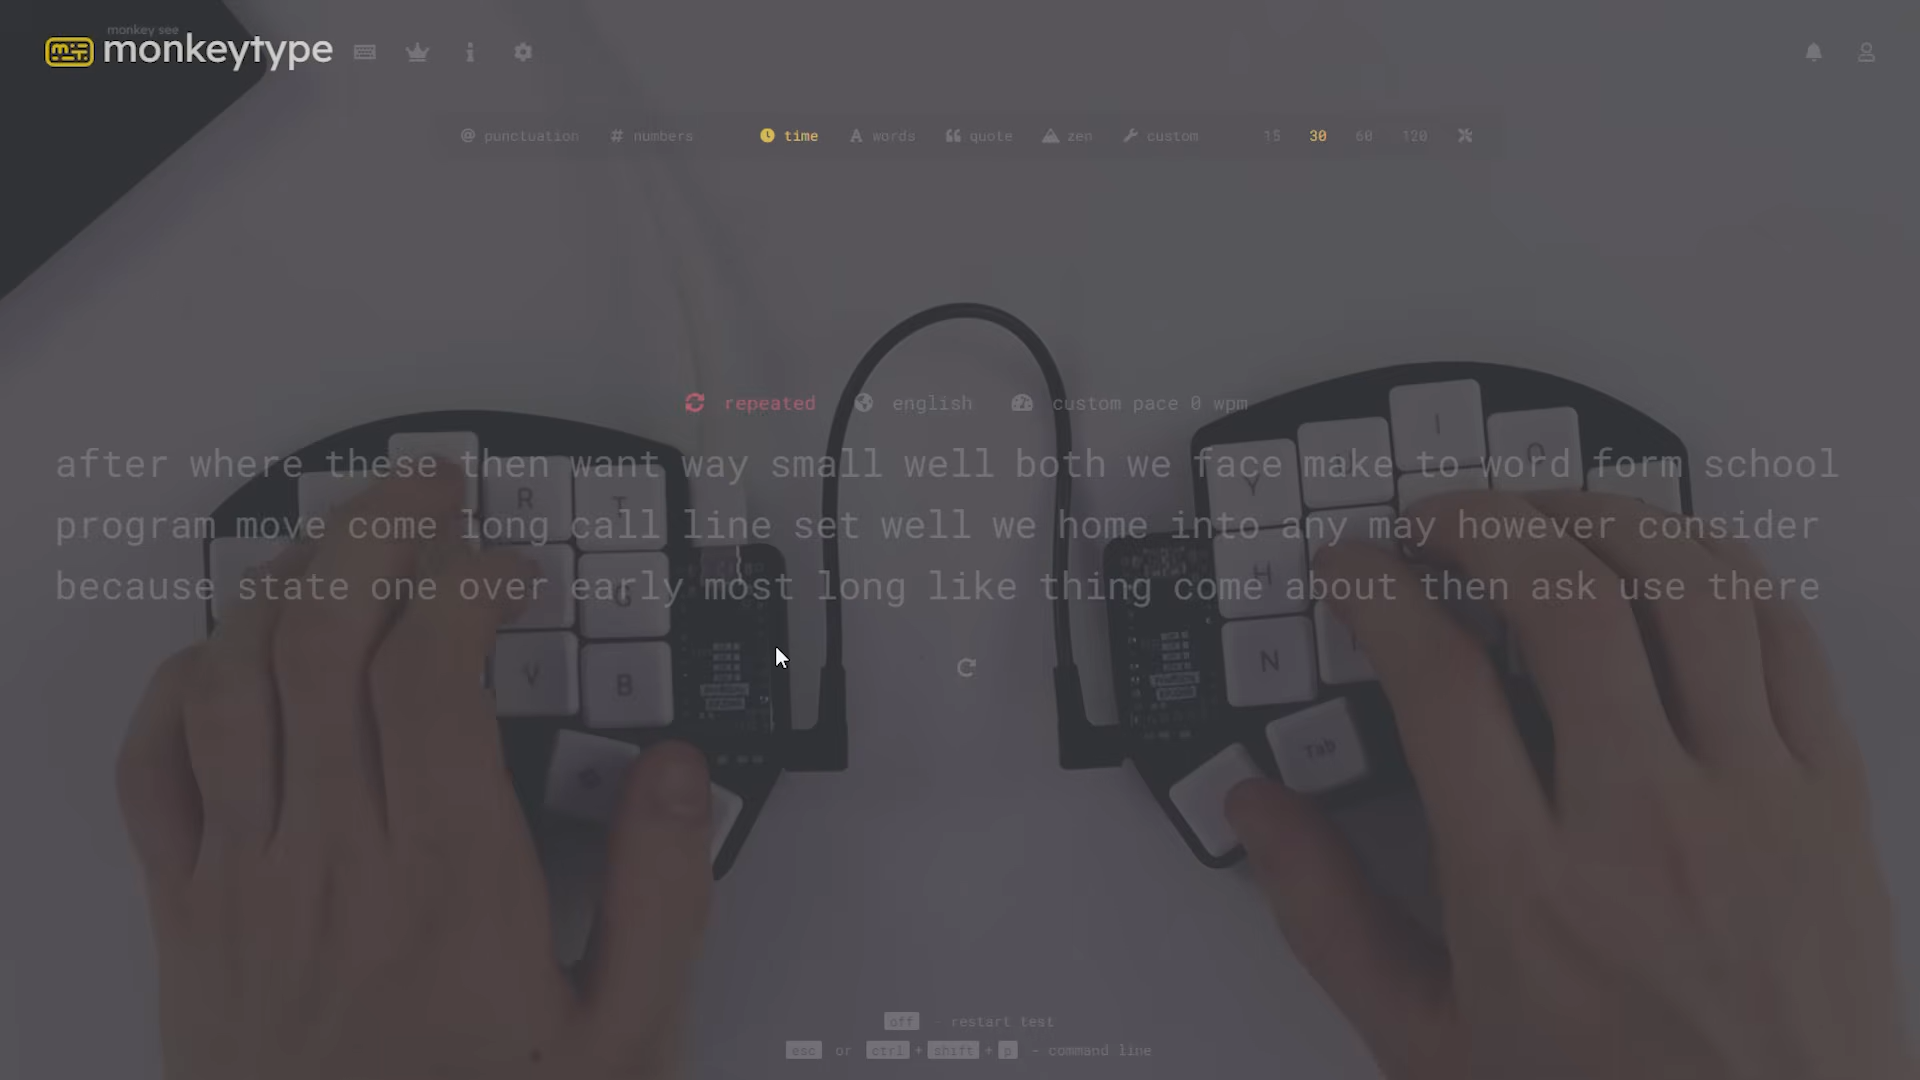 monkey see
monkeytype
@ punctuation # numbers time A words quote zen custom 15 30 60 120
repeated english custom pace 0 wpm
after where these then want way small well both we face make to word form school
program move come long call line set well we home into any may however consider
because state one over early most long like thing come about then ask use there
I
R T Y O
G H
V B N
Tab
off - restart test
esc or ctrl + shift + p - command line